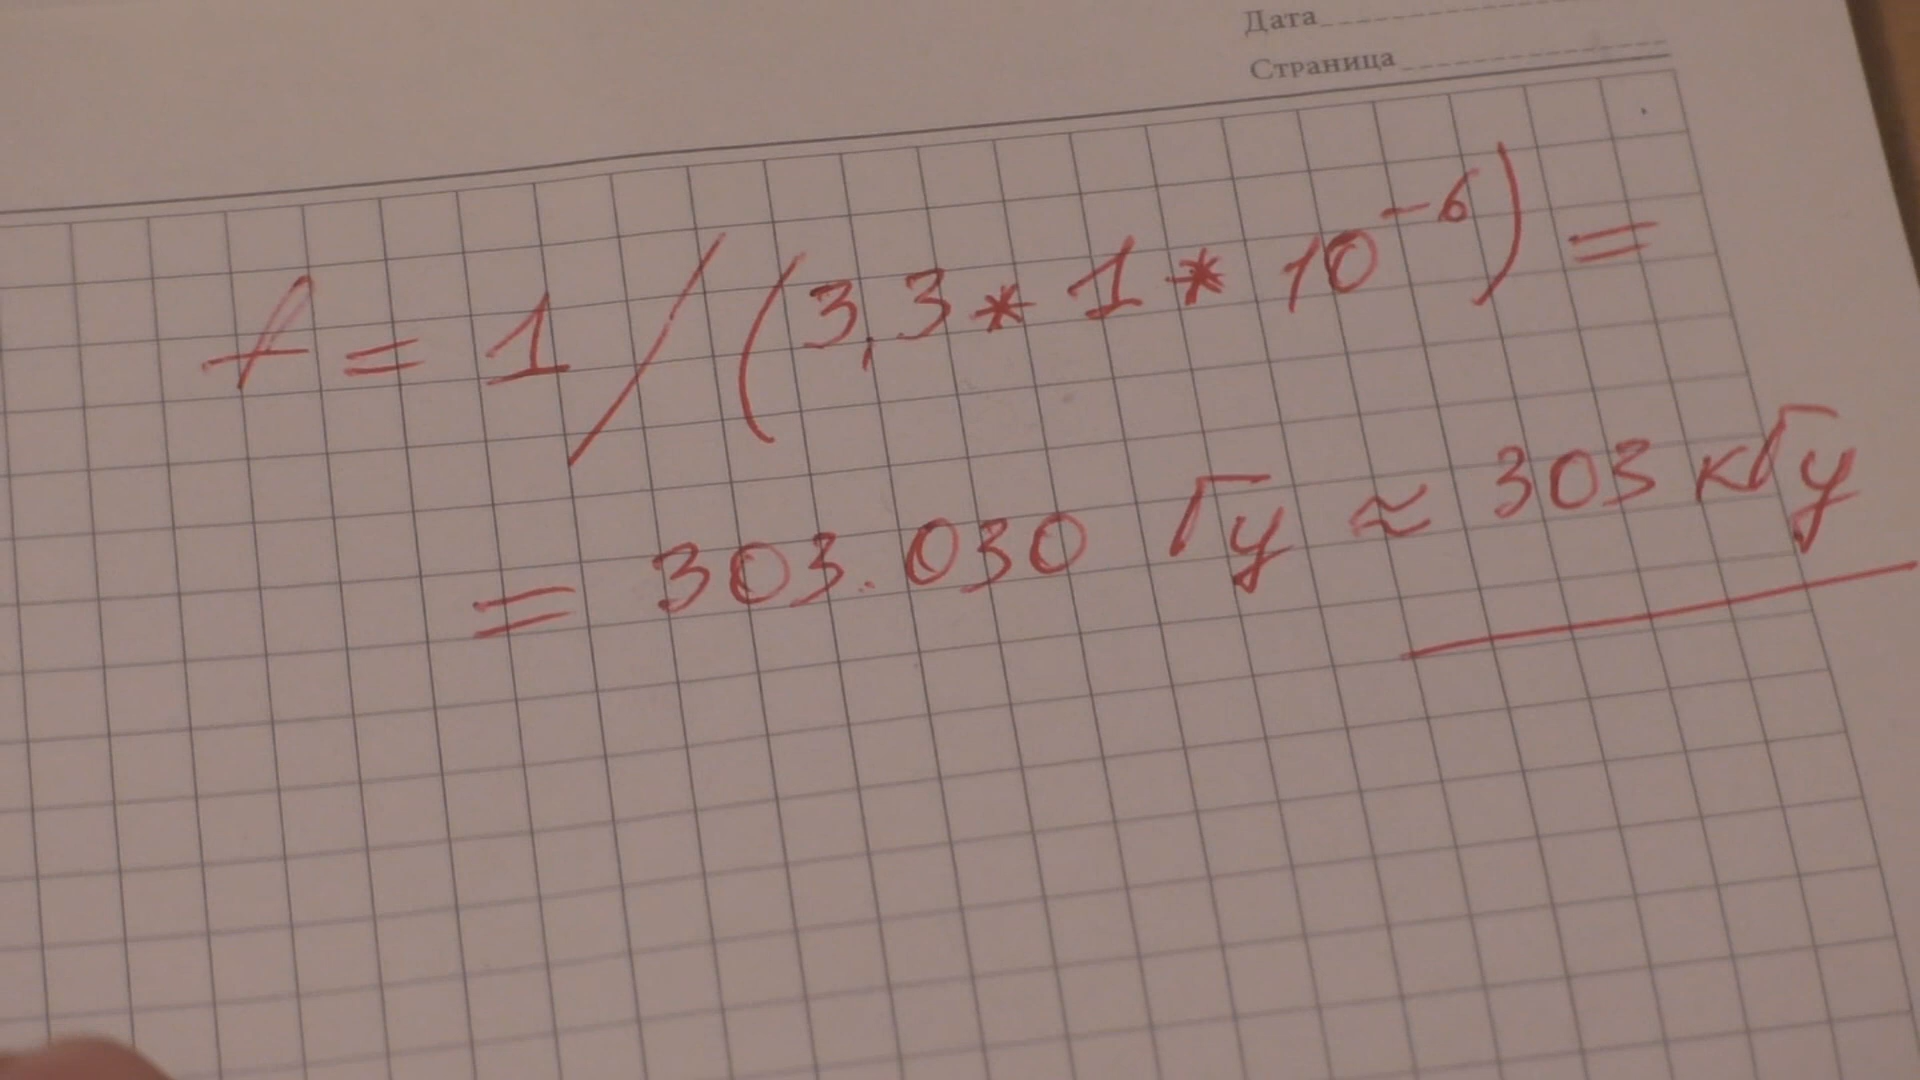 Дата
Страница
f = 1 / (3,3 * 1 * 10⁻⁶) =
= 303.030 Гц ≈ 303 кГц